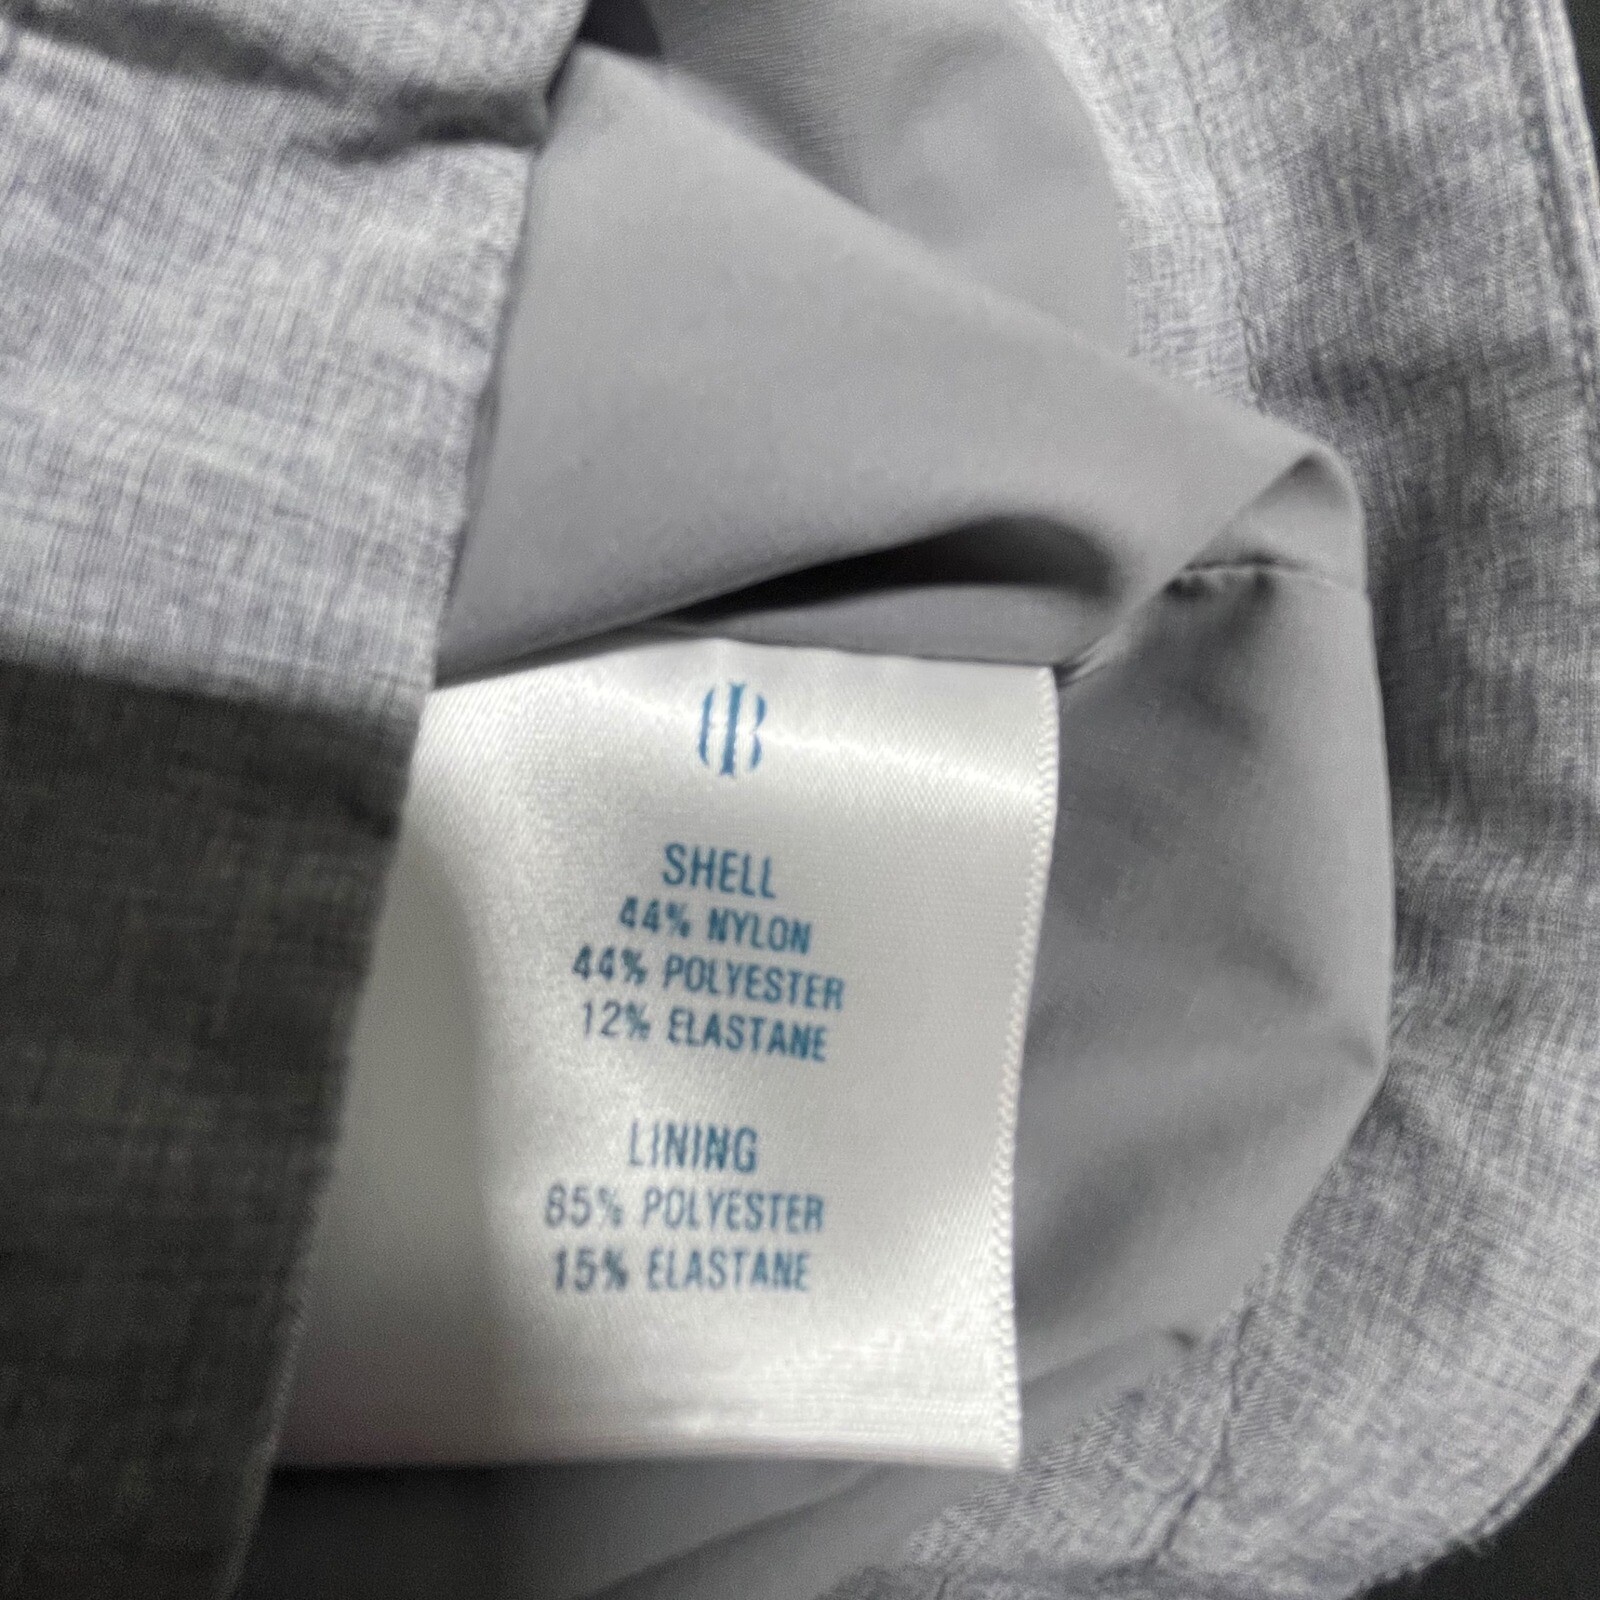 SHELL
44% NYLON
44% POLYESTER
12% ELASTANE
LINING
85% POLYESTER
15% ELASTANE